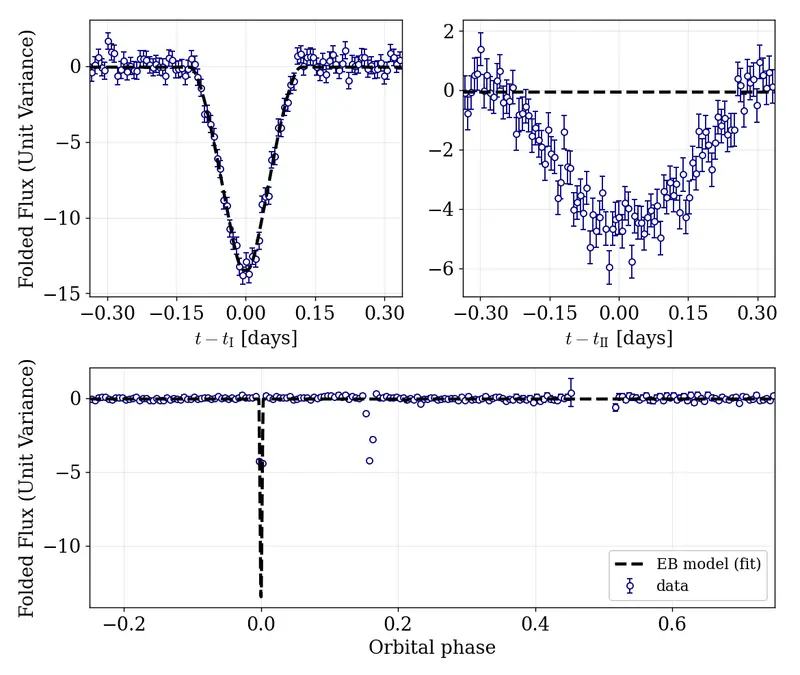 Folded Flux (Unit Variance)
0
−5
−10
−15
−0.30 −0.15 0.00 0.15 0.30
t − tI [days]
2
0
−2
−4
−6
−0.30 −0.15 0.00 0.15 0.30
t − tII [days]
Folded Flux (Unit Variance)
0
−5
−10
−0.2 0.0 0.2 0.4 0.6
Orbital phase
EB model (fit)
data